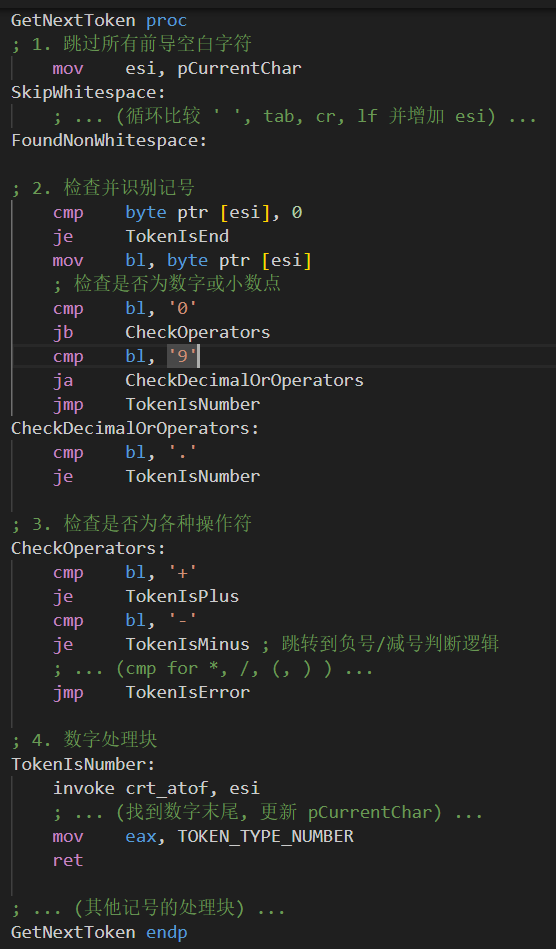 GetNextToken proc
; 1. 跳过所有前导空白字符
    mov    esi, pCurrentChar
SkipWhitespace:
    ; ... (循环比较 ' ', tab, cr, lf 并增加 esi) ...
FoundNonWhitespace:
; 2. 检查并识别记号
    cmp    byte ptr [esi], 0
    je     TokenIsEnd
    mov    bl, byte ptr [esi]
    ; 检查是否为数字或小数点
    cmp    bl, '0'
    jb     CheckOperators
    cmp    bl, '9'
    ja     CheckDecimalOrOperators
    jmp    TokenIsNumber
CheckDecimalOrOperators:
    cmp    bl, '.'
    je     TokenIsNumber
; 3. 检查是否为各种操作符
CheckOperators:
    cmp    bl, '+'
    je     TokenIsPlus
    cmp    bl, '-'
    je     TokenIsMinus ; 跳转到负号/减号判断逻辑
    ; ... (cmp for *, /, (, ) ) ...
    jmp    TokenIsError
; 4. 数字处理块
TokenIsNumber:
    invoke crt_atof, esi
    ; ... (找到数字末尾, 更新 pCurrentChar) ...
    mov    eax, TOKEN_TYPE_NUMBER
    ret
; ... (其他记号的处理块) ...
GetNextToken endp